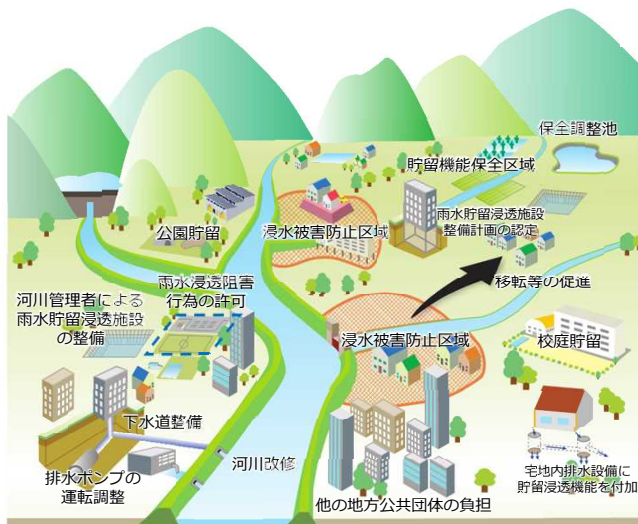 保全調整池
貯留機能保全区域
公園貯留
浸水被害防止区域
雨水貯留浸透施設
整備計画の認定
移転等の促進
河川管理者による
雨水貯留浸透施設
の整備
雨水浸透阻害
行為の許可
浸水被害防止区域
校庭貯留
下水道整備
排水ポンプの
運転調整
河川改修
他の地方公共団体の負担
宅地内排水設備に
貯留浸透機能を付加